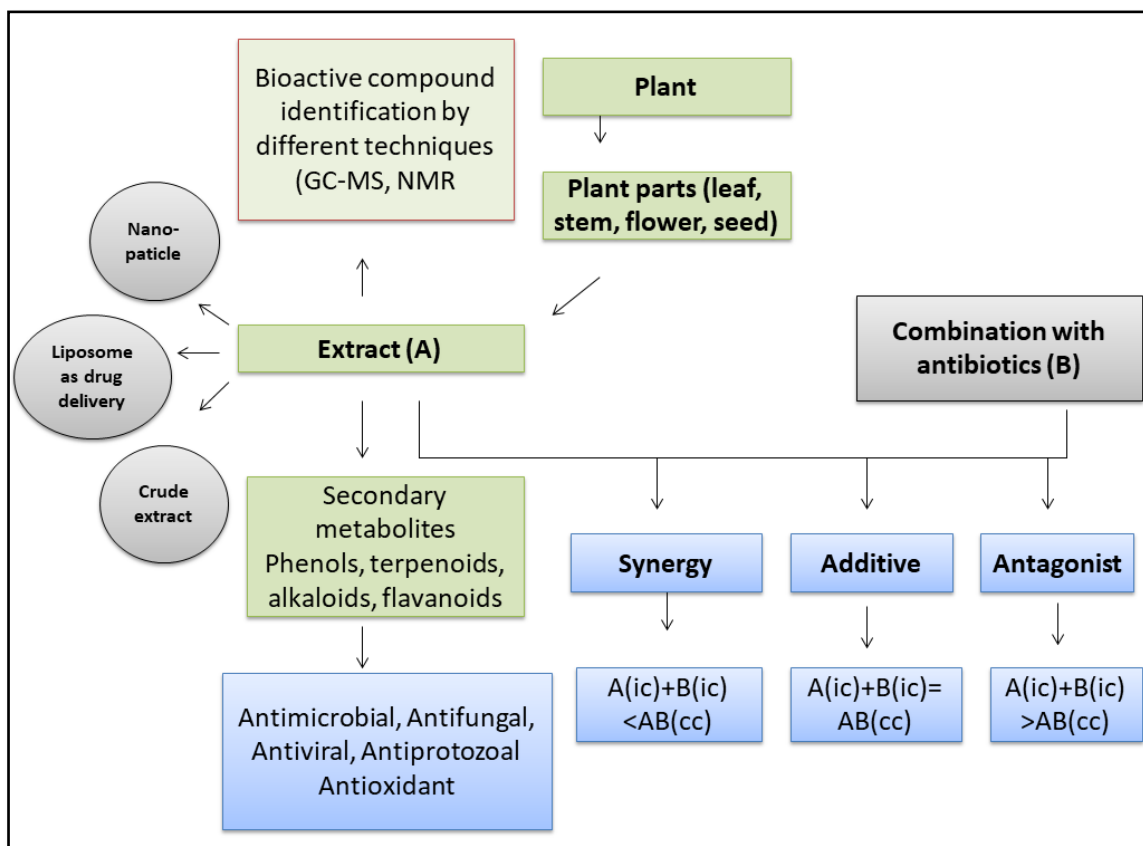 Bioactive compound
identification by
different techniques
(GC-MS, NMR
Plant
Plant parts (leaf,
stem, flower, seed)
Nano-
paticle
Liposome
as drug
delivery
Crude
extract
Extract (A)
Combination with
antibiotics (B)
Secondary
metabolites
Phenols, terpenoids,
alkaloids, flavanoids
Antimicrobial, Antifungal,
Antiviral, Antiprotozoal
Antioxidant
Synergy
Additive
Antagonist
A(ic)+B(ic)
<AB(cc)
A(ic)+B(ic)=
AB(cc)
A(ic)+B(ic)
>AB(cc)